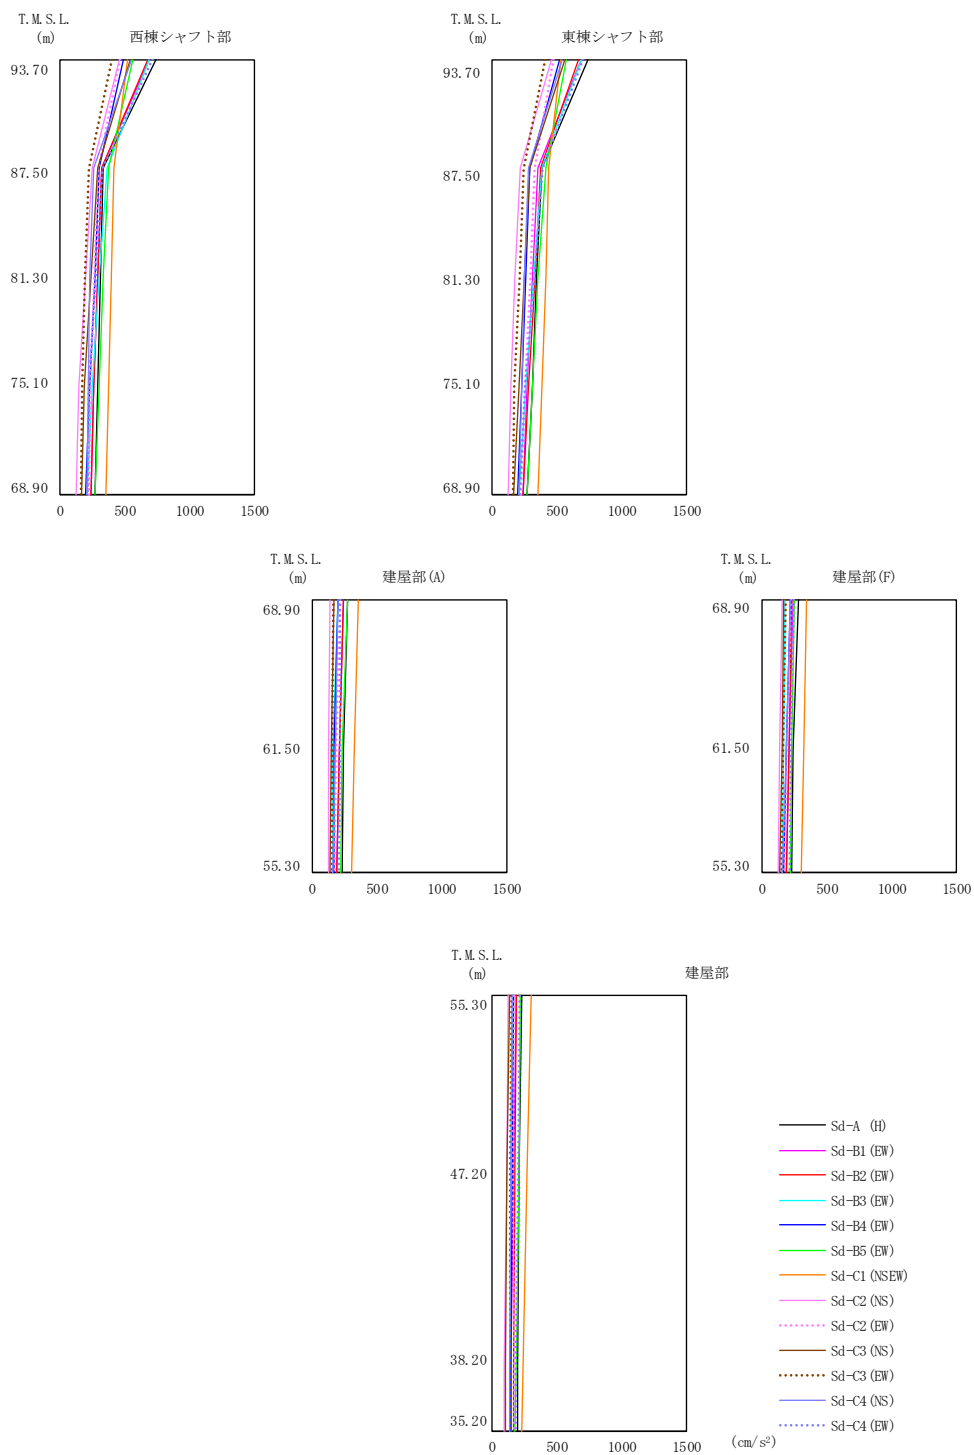 T.M.S.L.
(m)
西棟シャフト部
93.70
87.50
81.30
75.10
68.90
0 500 1000 1500
T.M.S.L.
(m)
東棟シャフト部
93.70
87.50
81.30
75.10
68.90
0 500 1000 1500
T.M.S.L.
(m)
建屋部(A)
68.90
61.50
55.30
0 500 1000 1500
T.M.S.L.
(m)
建屋部(F)
68.90
61.50
55.30
0 500 1000 1500
T.M.S.L.
(m)
建屋部
55.30
47.20
38.20
35.20
0 500 1000 1500
(cm/s²)
Sd-A (H)
Sd-B1(EW)
Sd-B2(EW)
Sd-B3(EW)
Sd-B4(EW)
Sd-B5(EW)
Sd-C1(NSEW)
Sd-C2(NS)
Sd-C2(EW)
Sd-C3(NS)
Sd-C3(EW)
Sd-C4(NS)
Sd-C4(EW)